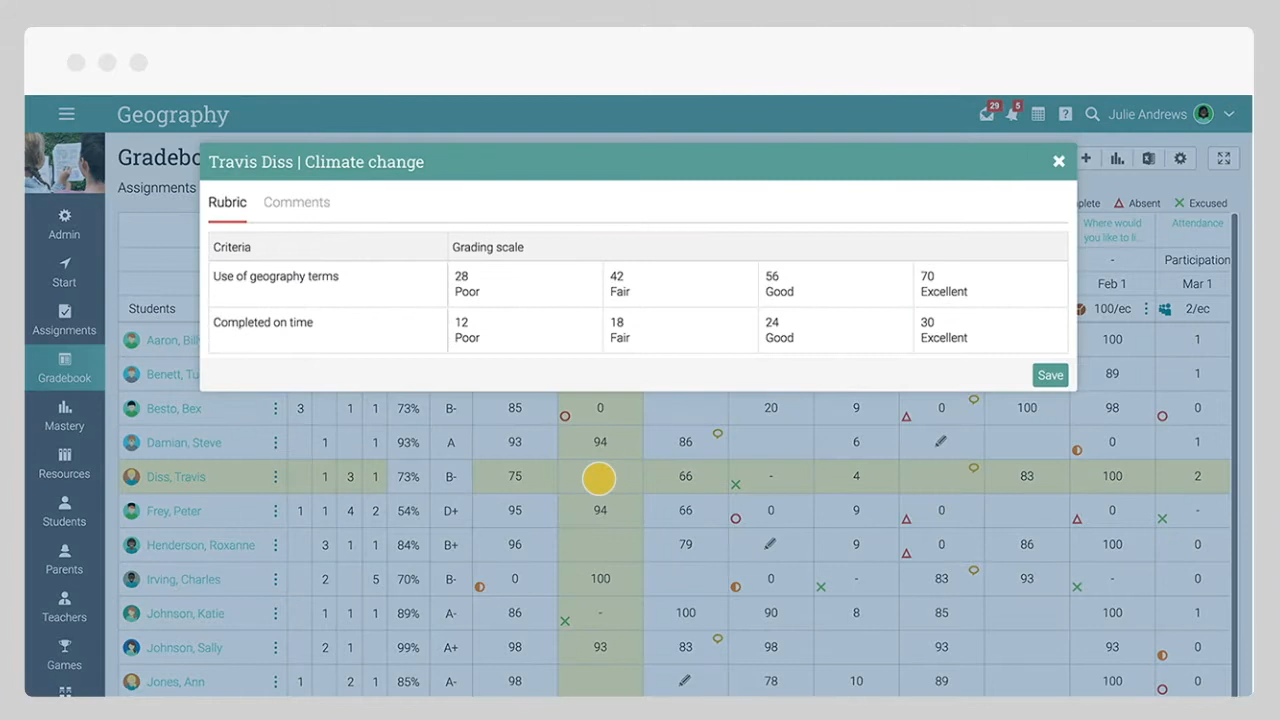 Geography
29
5
?
Julie Andrews
Gradebo
Travis Diss | Climate change
Assignments
Rubric Comments
plete Absent Excused
Criteria Grading scale
Use of geography terms 28 Poor 42 Fair 56 Good 70 Excellent
Completed on time 12 Poor 18 Fair 24 Good 30 Excellent
Save
Where would you like to li... Attendance
- Participation
Feb 1 Mar 1
Students 100/ec 2/ec
Admin
Start
Assignments
Gradebook
Mastery
Resources
Students
Parents
Teachers
Games
Aaron, Bil 100 1
Benett, Tu 89 1
Besto, Bex 3 1 1 73% B- 85 0 20 9 0 100 98 0
Damian, Steve 1 1 93% A 93 94 86 6 0 1
Diss, Travis 1 3 1 73% B- 75 66 - 4 83 100 2
Frey, Peter 1 1 4 2 54% D+ 95 94 66 0 9 0 100 0 -
Henderson, Roxanne 3 1 1 84% B+ 96 79 9 0 86 100 0
Irving, Charles 2 5 70% B- 0 100 0 - 83 93 - 0
Johnson, Katie 1 1 1 89% A- 86 - 100 90 8 85 100 1
Johnson, Sally 2 1 99% A+ 98 93 83 98 93 93 0
Jones, Ann 1 2 1 85% A- 98 78 10 89 100 0